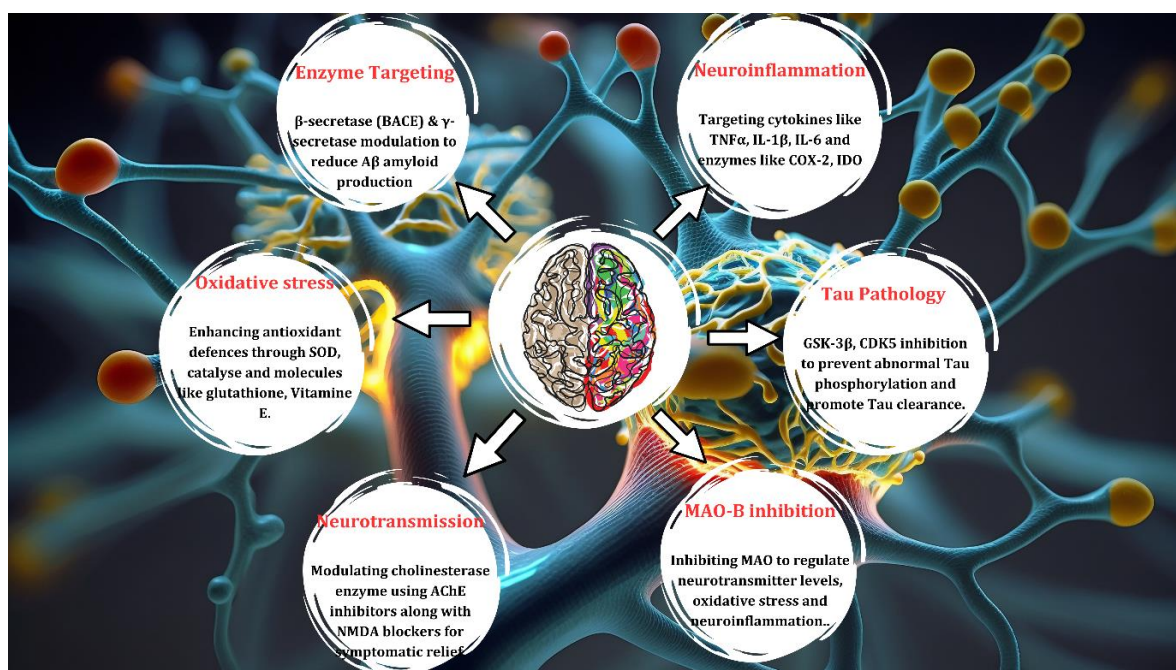 Enzyme Targeting
β-secretase (BACE) & γ-
secretase modulation to
reduce Aβ amyloid
production
Neuroinflammation
Targeting cytokines like
TNFα, IL-1β, IL-6 and
enzymes like COX-2, IDO
Oxidative stress
Enhancing antioxidant
defences through SOD,
catalyse and molecules
like glutathione, Vitamine
E.
Tau Pathology
GSK-3β, CDK5 inhibition
to prevent abnormal Tau
phosphorylation and
promote Tau clearance.
Neurotransmission
Modulating cholinesterase
enzyme using AChE
inhibitors along with
NMDA blockers for
symptomatic relief
MAO-B inhibition
Inhibiting MAO to regulate
neurotransmitter levels,
oxidative stress and
neuroinflammation..